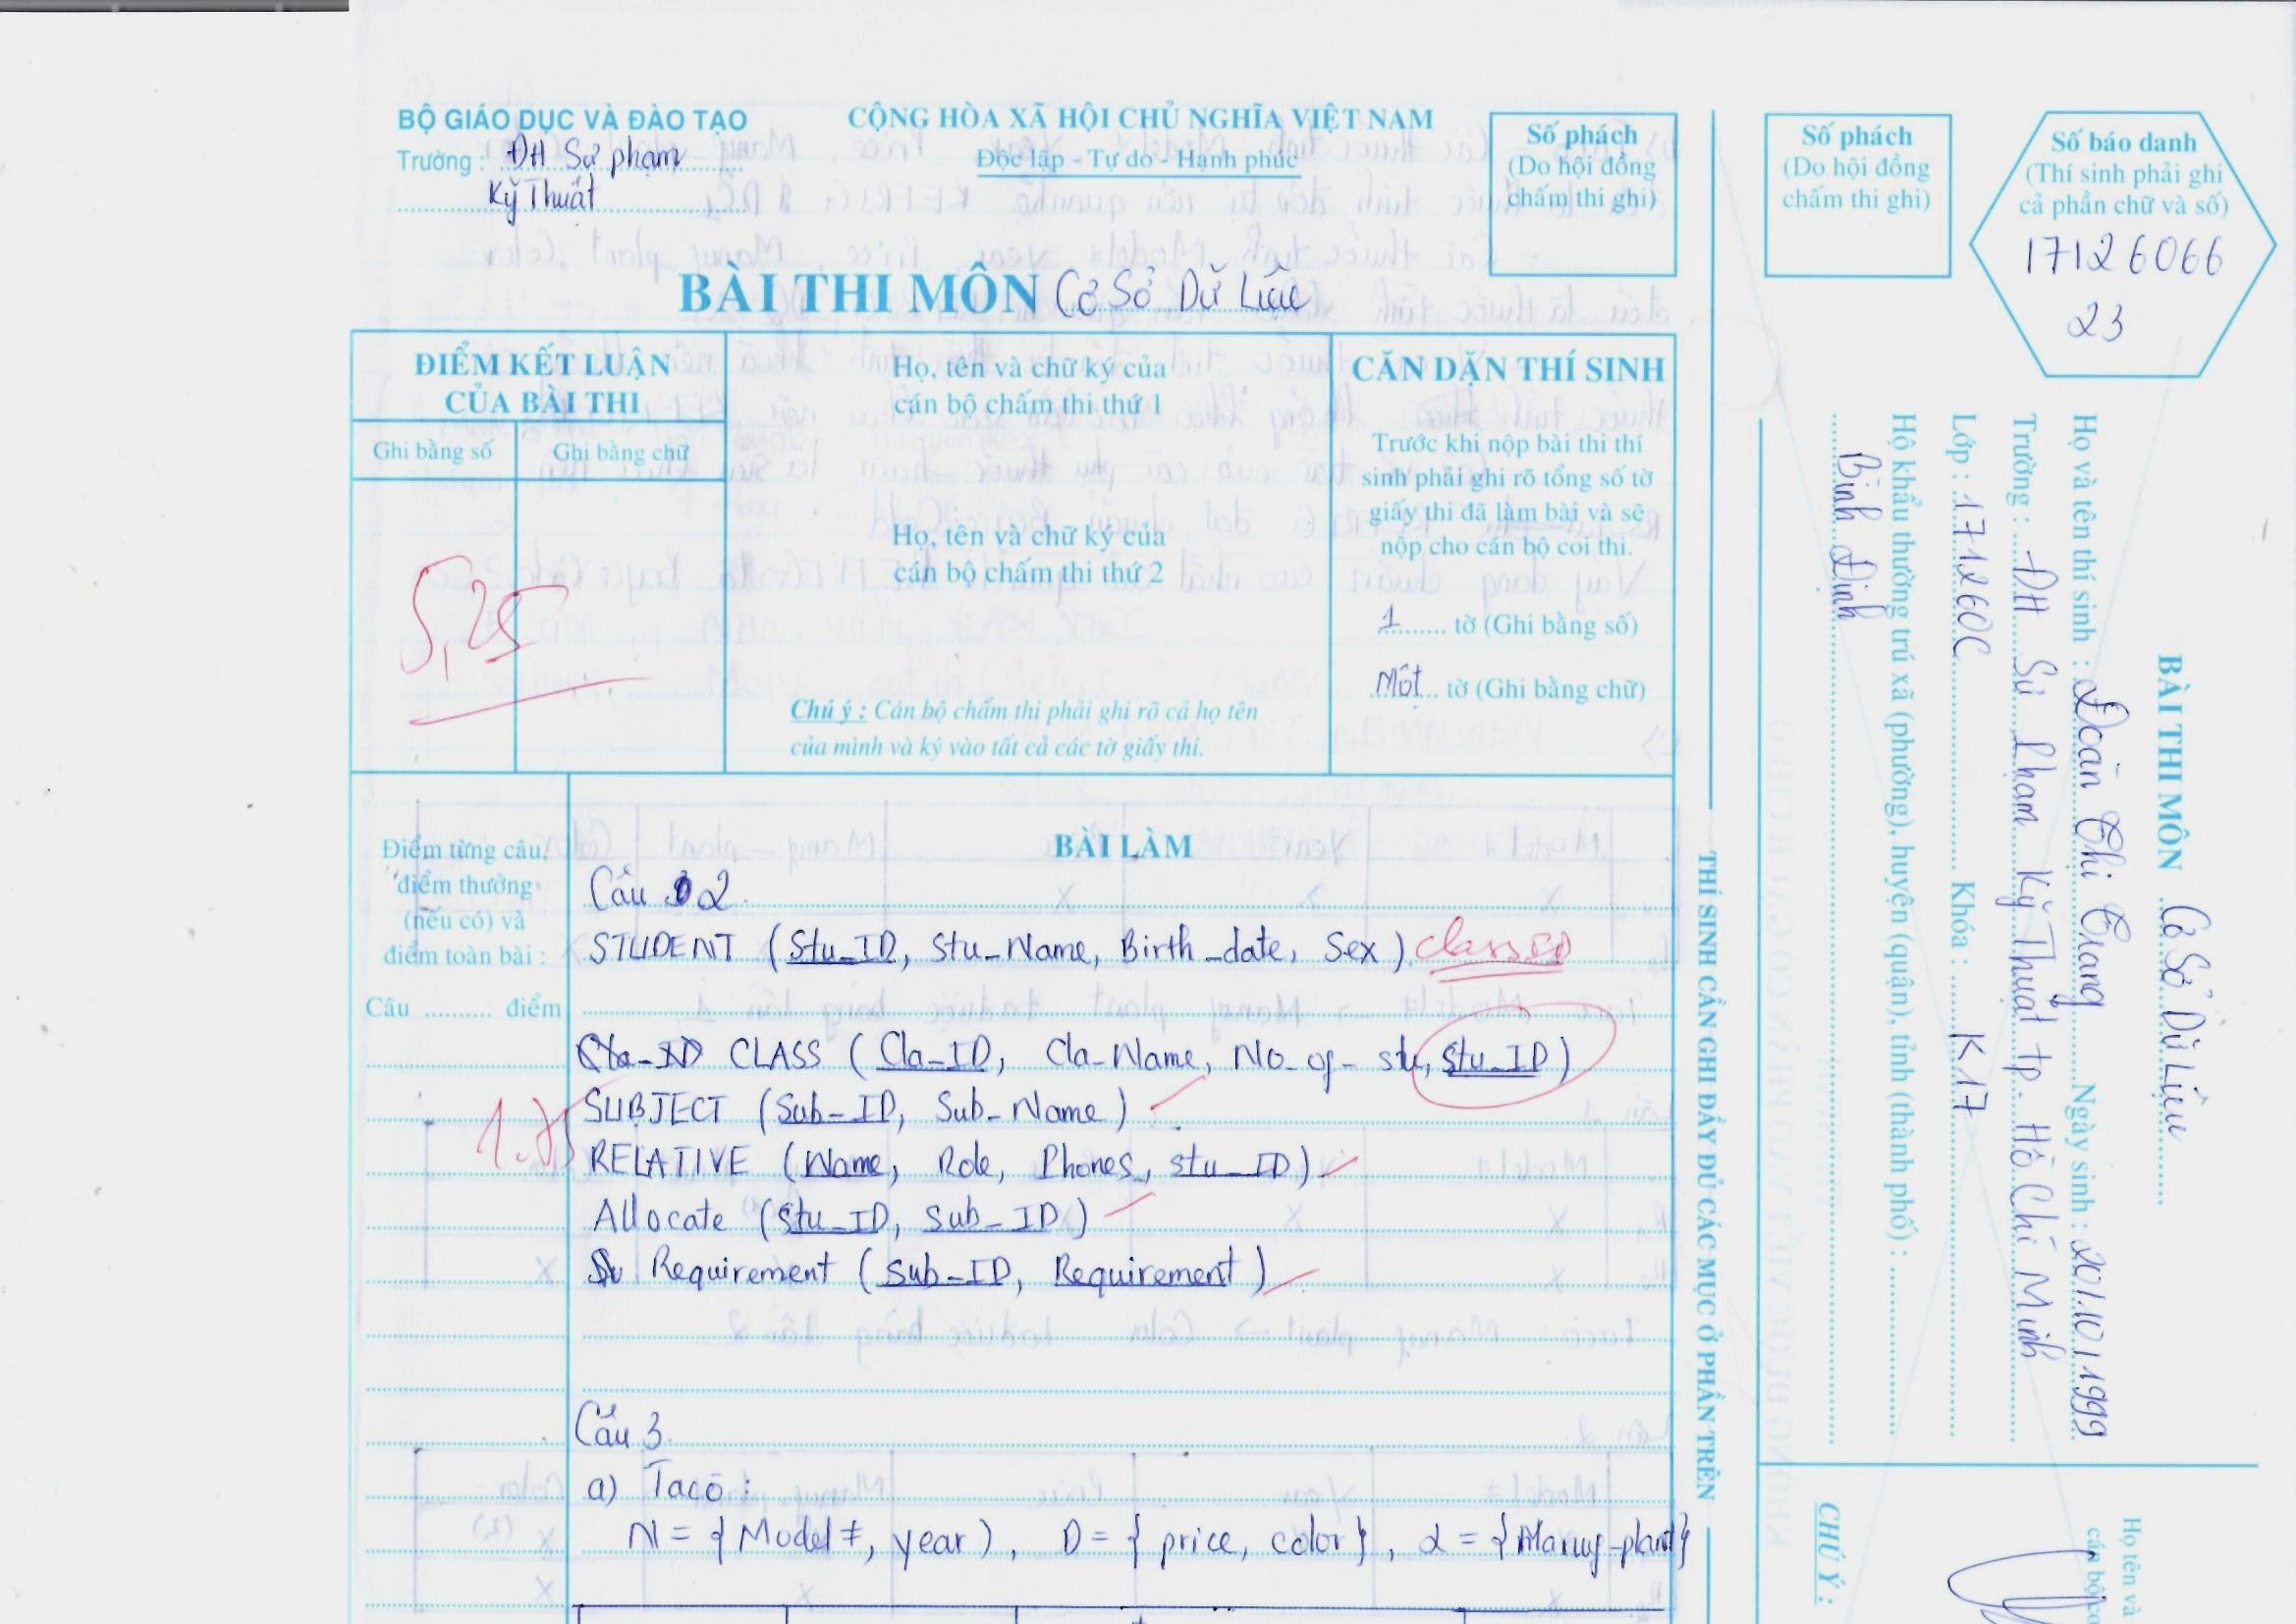 BỘ GIÁO DỤC VÀ ĐÀO TẠO
Trường : ĐH Sư phạm
Kỹ Thuật
CỘNG HÒA XÃ HỘI CHỦ NGHĨA VIỆT NAM
Độc lập - Tự do - Hạnh phúc
Số phách
(Do hội đồng
chấm thi ghi)
Số phách
(Do hội đồng
chấm thi ghi)
Số báo danh
(Thí sinh phải ghi
cả phần chữ và số)
17126066
23
BÀI THI MÔN Cơ Sở Dữ Liệu
ĐIỂM KẾT LUẬN
CỦA BÀI THI
Ghi bằng số
Ghi bằng chữ
5,25
Họ, tên và chữ ký của
cán bộ chấm thi thứ 1
Họ, tên và chữ ký của
cán bộ chấm thi thứ 2
Chú ý : Cán bộ chấm thi phải ghi rõ cả họ tên
của mình và ký vào tất cả các tờ giấy thi.
CĂN DẶN THÍ SINH
Trước khi nộp bài thi thí
sinh phải ghi rõ tổng số tờ
giấy thi đã làm bài và sẽ
nộp cho cán bộ coi thi.
1 tờ (Ghi bằng số)
Một tờ (Ghi bằng chữ)
Điểm từng câu,
điểm thưởng
(nếu có) và
điểm toàn bài :
Câu .......... điểm
BÀI LÀM
Câu 2
STUDENT (Stu_ID, Stu_Name, Birth_date, Sex)
CLASS (Cla_ID, Cla_Name, No_of_stu, Stu_ID)
SUBJECT (Sub_ID, Sub_Name)
RELATIVE (Name, Role, Phones, stu_ID)
Allocate (Stu_ID, Sub_ID)
Requirement (Sub_ID, Requirement)
Câu 3
a) Ta có :
N = {Model#, year), D = {price, color}, 2 = {Manuf_plant}
THÍ SINH CẦN GHI ĐẦY ĐỦ CÁC MỤC Ở PHẦN TRÊN
BÀI THI MÔN Cơ Sở Dữ Liệu
Họ và tên thí sinh : Đoàn Thị Trang Ngày sinh : 20/10/1999
Trường : ĐH Sư Phạm Kỹ Thuật tp. Hồ Chí Minh
Lớp : 171260C Khóa : K17
Hộ khẩu thường trú xã (phường), huyện (quận), tỉnh (thành phố) :
Bình Định
CHÚ Ý :
Họ tên và